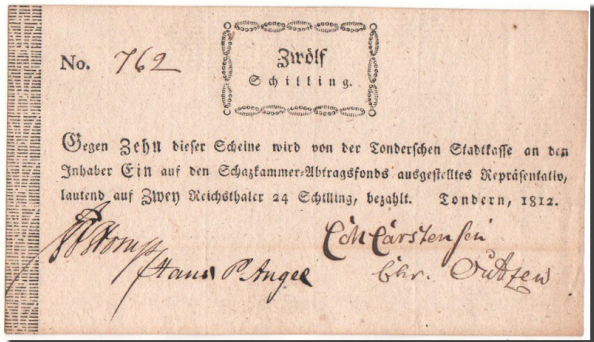 No. 762
Zwölf
Schilling.
Gegen Zehn dieser Scheine wird von der Tonderschen Stadtkasse an den
Inhaber Ein auf den Schazkammer-Abtragsfonds ausgestelltes Repräsentativ,
lautend auf Zwey Reichsthaler 24 Schilling, bezahlt. Tondern, 1812.
Carstensen
Hans P. Angel
Chr.